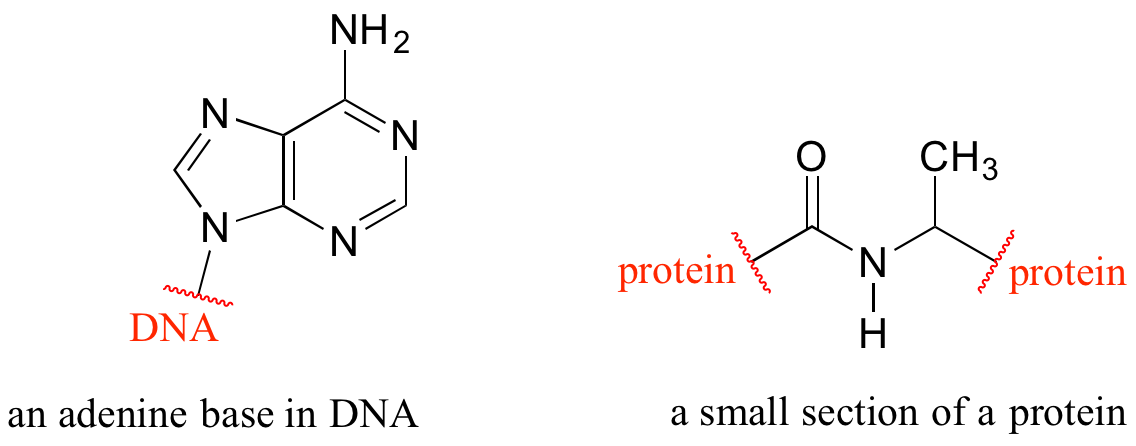 NH2
N
N
N
N
DNA
an adenine base in DNA
O
CH3
protein
N
H
protein
a small section of a protein